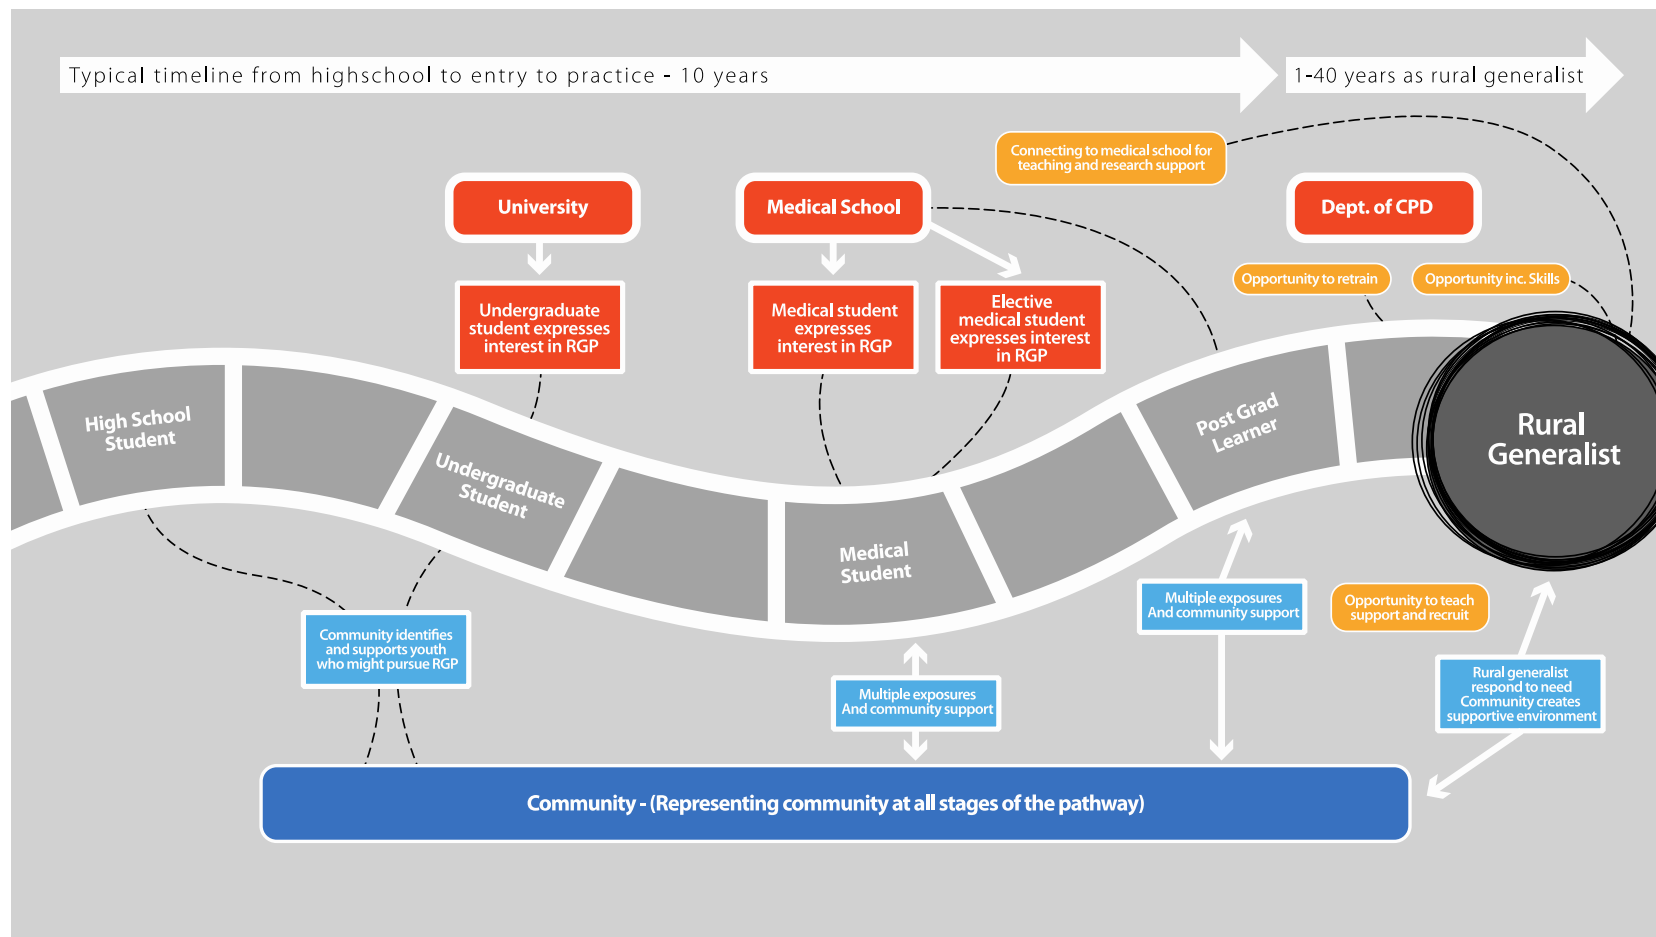 Typical timeline from highschool to entry to practice - 10 years
1-40 years as rural generalist
Connecting to medical school for
teaching and research support
University
Medical School
Dept. of CPD
Opportunity to retrain
Opportunity inc. Skills
Undergraduate
student expresses
interest in RGP
Medical student
expresses
interest in RGP
Elective
medical student
expresses interest
in RGP
High School
Student
Undergraduate
Student
Medical
Student
Post Grad
Learner
Rural
Generalist
Community identifies
and supports youth
who might pursue RGP
Multiple exposures
And community support
Multiple exposures
And community support
Opportunity to teach
support and recruit
Rural generalist
respond to need
Community creates
supportive environment
Community - (Representing community at all stages of the pathway)